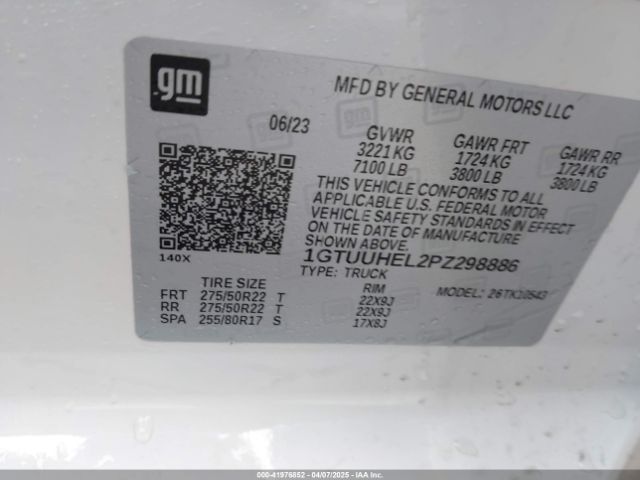 gm
MFD BY GENERAL MOTORS LLC
06/23
GVWR GAWR FRT GAWR RR
3221 KG 1724 KG 1724 KG
7100 LB 3800 LB 3800 LB
THIS VEHICLE CONFORMS TO ALL
APPLICABLE U.S. FEDERAL MOTOR
VEHICLE SAFETY STANDARDS IN EFFECT
ON THE DATE OF MANUFACTURE
SHOWN ABOVE.
140X
1GTUUHEL2PZ298886
TYPE: TRUCK
TIRE SIZE RIM MODEL: 26TK10543
FRT 275/50R22 T 22X9J
RR 275/50R22 T 22X9J
SPA 255/80R17 S 17X8J
000-41976852 - 04/07/2025 - IAAI.COM